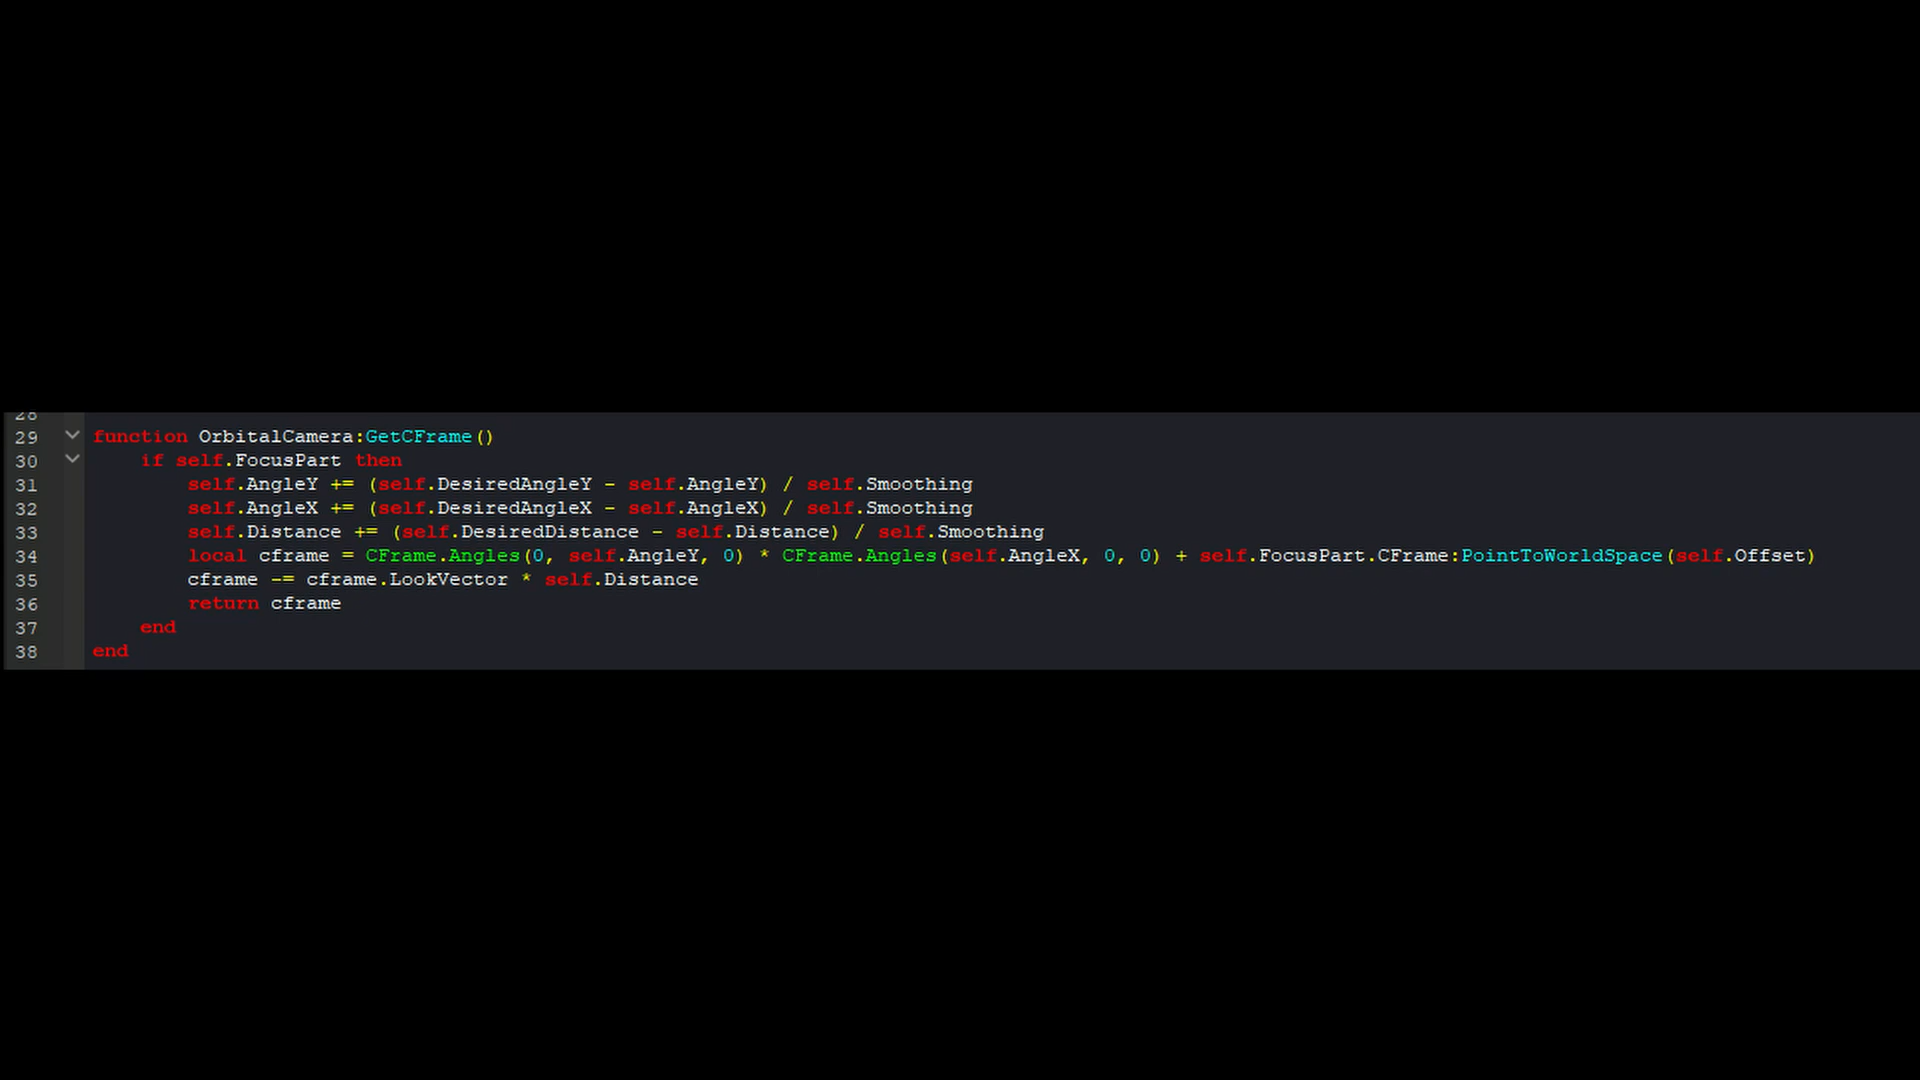 28
29 function OrbitalCamera:GetCFrame()
30 if self.FocusPart then
31 self.AngleY += (self.DesiredAngleY - self.AngleY) / self.Smoothing
32 self.AngleX += (self.DesiredAngleX - self.AngleX) / self.Smoothing
33 self.Distance += (self.DesiredDistance - self.Distance) / self.Smoothing
34 local cframe = CFrame.Angles(0, self.AngleY, 0) * CFrame.Angles(self.AngleX, 0, 0) + self.FocusPart.CFrame:PointToWorldSpace(self.Offset)
35 cframe -= cframe.LookVector * self.Distance
36 return cframe
37 end
38 end